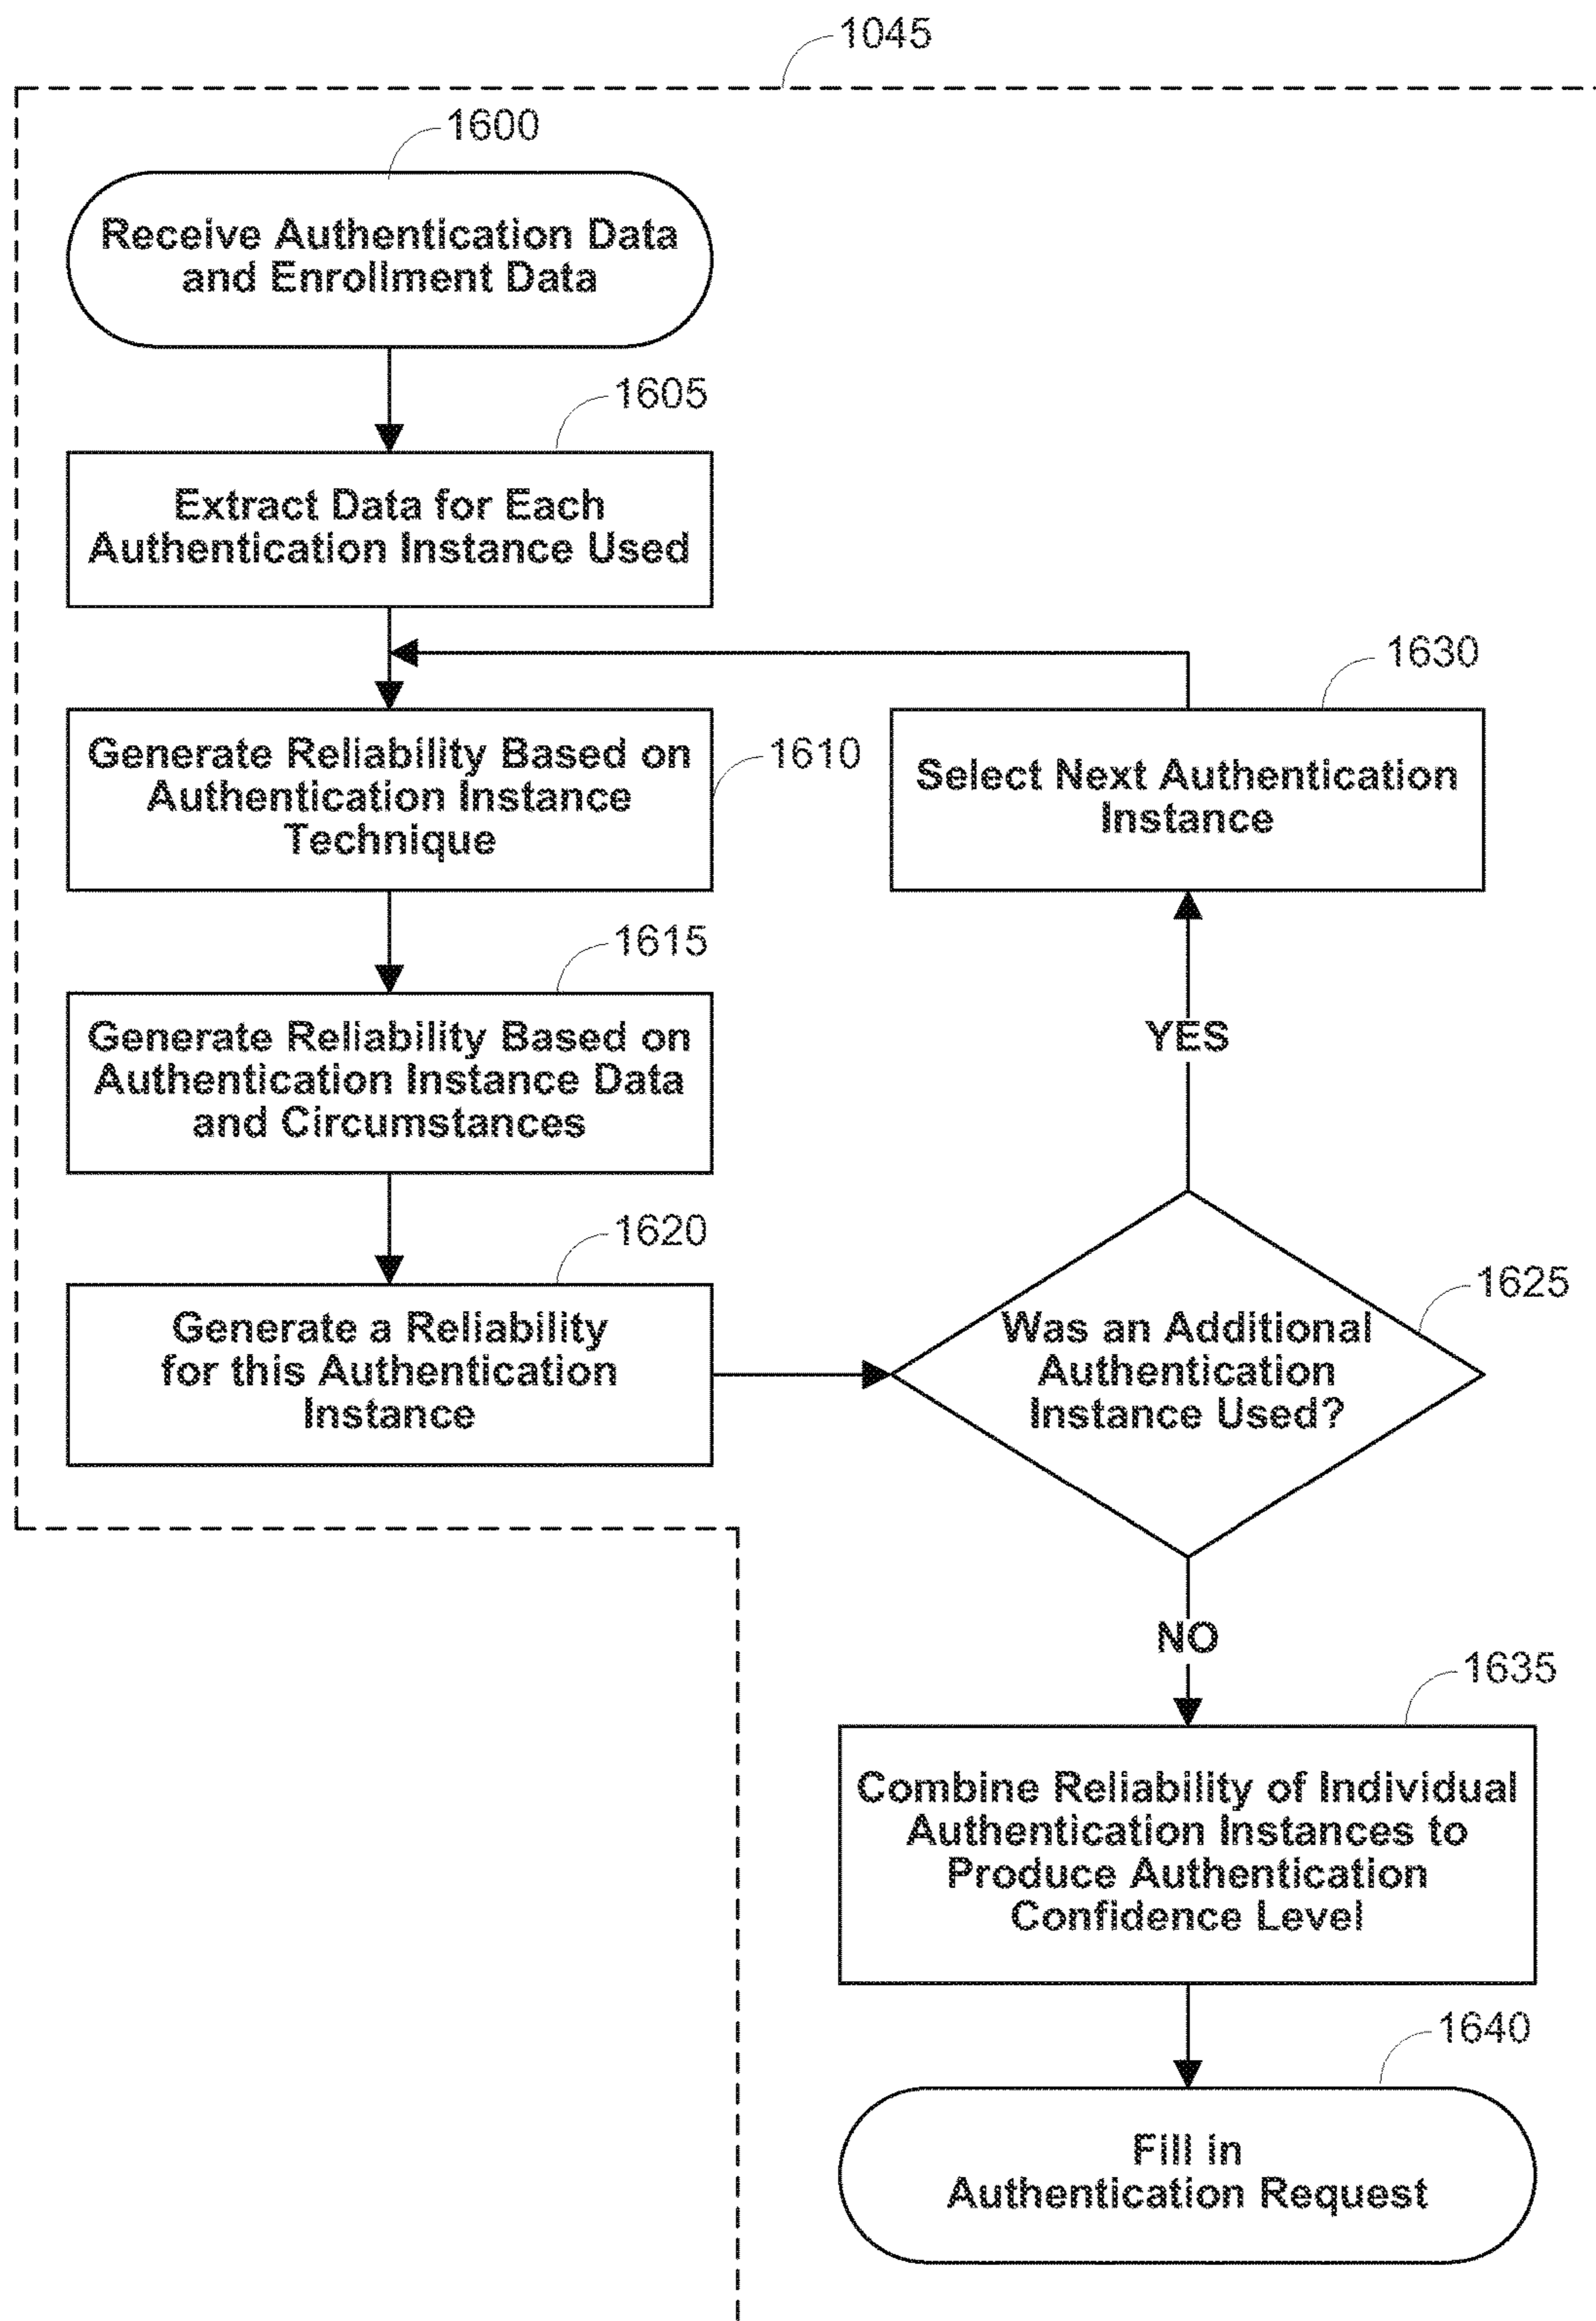 1045
1600
Receive Authentication Data
and Enrollment Data
1605
Extract Data for Each
Authentication Instance Used
1610
Generate Reliability Based on
Authentication Instance
Technique
1630
Select Next Authentication
Instance
1615
Generate Reliability Based on
Authentication Instance Data
and Circumstances
YES
1620
Generate a Reliability
for this Authentication
Instance
1625
Was an Additional
Authentication
Instance Used?
NO
1635
Combine Reliability of Individual
Authentication Instances to
Produce Authentication
Confidence Level
1640
Fill in
Authentication Request